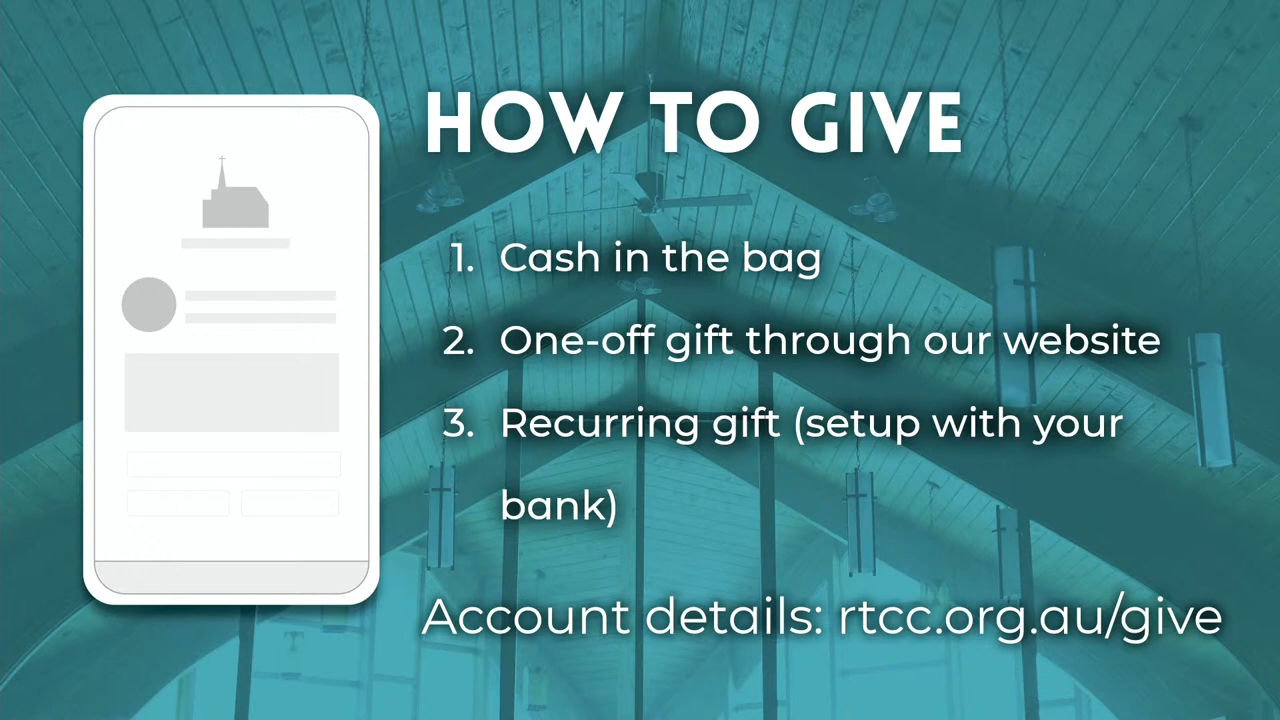 HOW TO GIVE
1. Cash in the bag
2. One-off gift through our website
3. Recurring gift (setup with your
bank)
Account details: rtcc.org.au/give